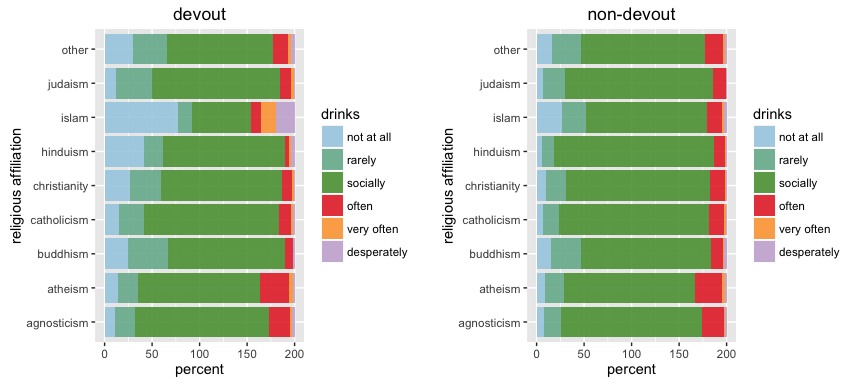 devout
religious affiliation
other
judaism
islam
hinduism
christianity
catholicism
buddhism
atheism
agnosticism
0 50 100 150 200
percent
drinks
not at all
rarely
socially
often
very often
desperately
non-devout
religious affiliation
other
judaism
islam
hinduism
christianity
catholicism
buddhism
atheism
agnosticism
0 50 100 150 200
percent
drinks
not at all
rarely
socially
often
very often
desperately